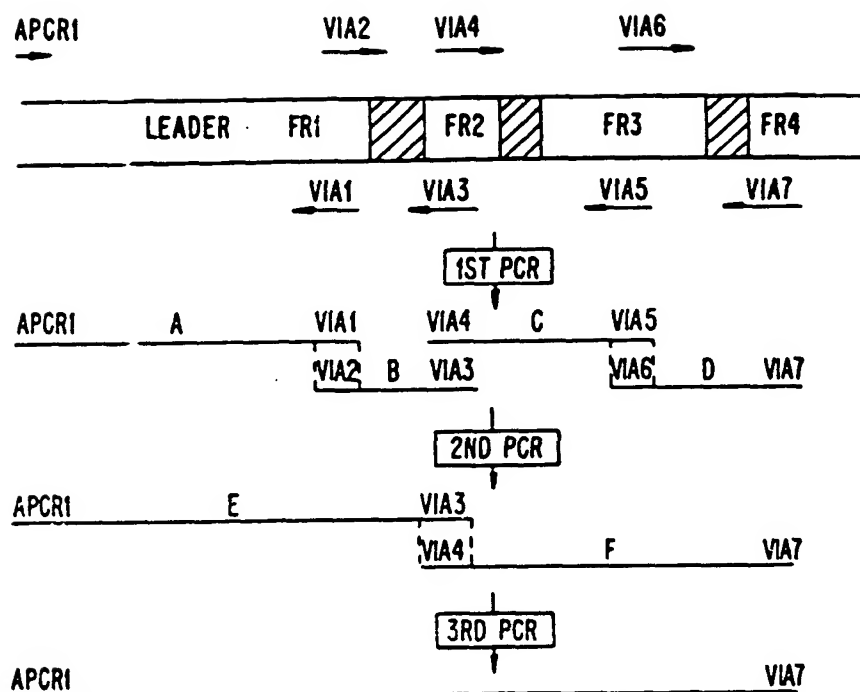 APCR1 VIA2 VIA4 VIA6
LEADER FR1 FR2 FR3 FR4
VIA1 VIA3 VIA5 VIA7
1ST PCR
APCR1 A VIA1 VIA4 C VIA5
VIA2 B VIA3 VIA6 D VIA7
2ND PCR
APCR1 E VIA3
VIA4 F VIA7
3RD PCR
APCR1 VIA7